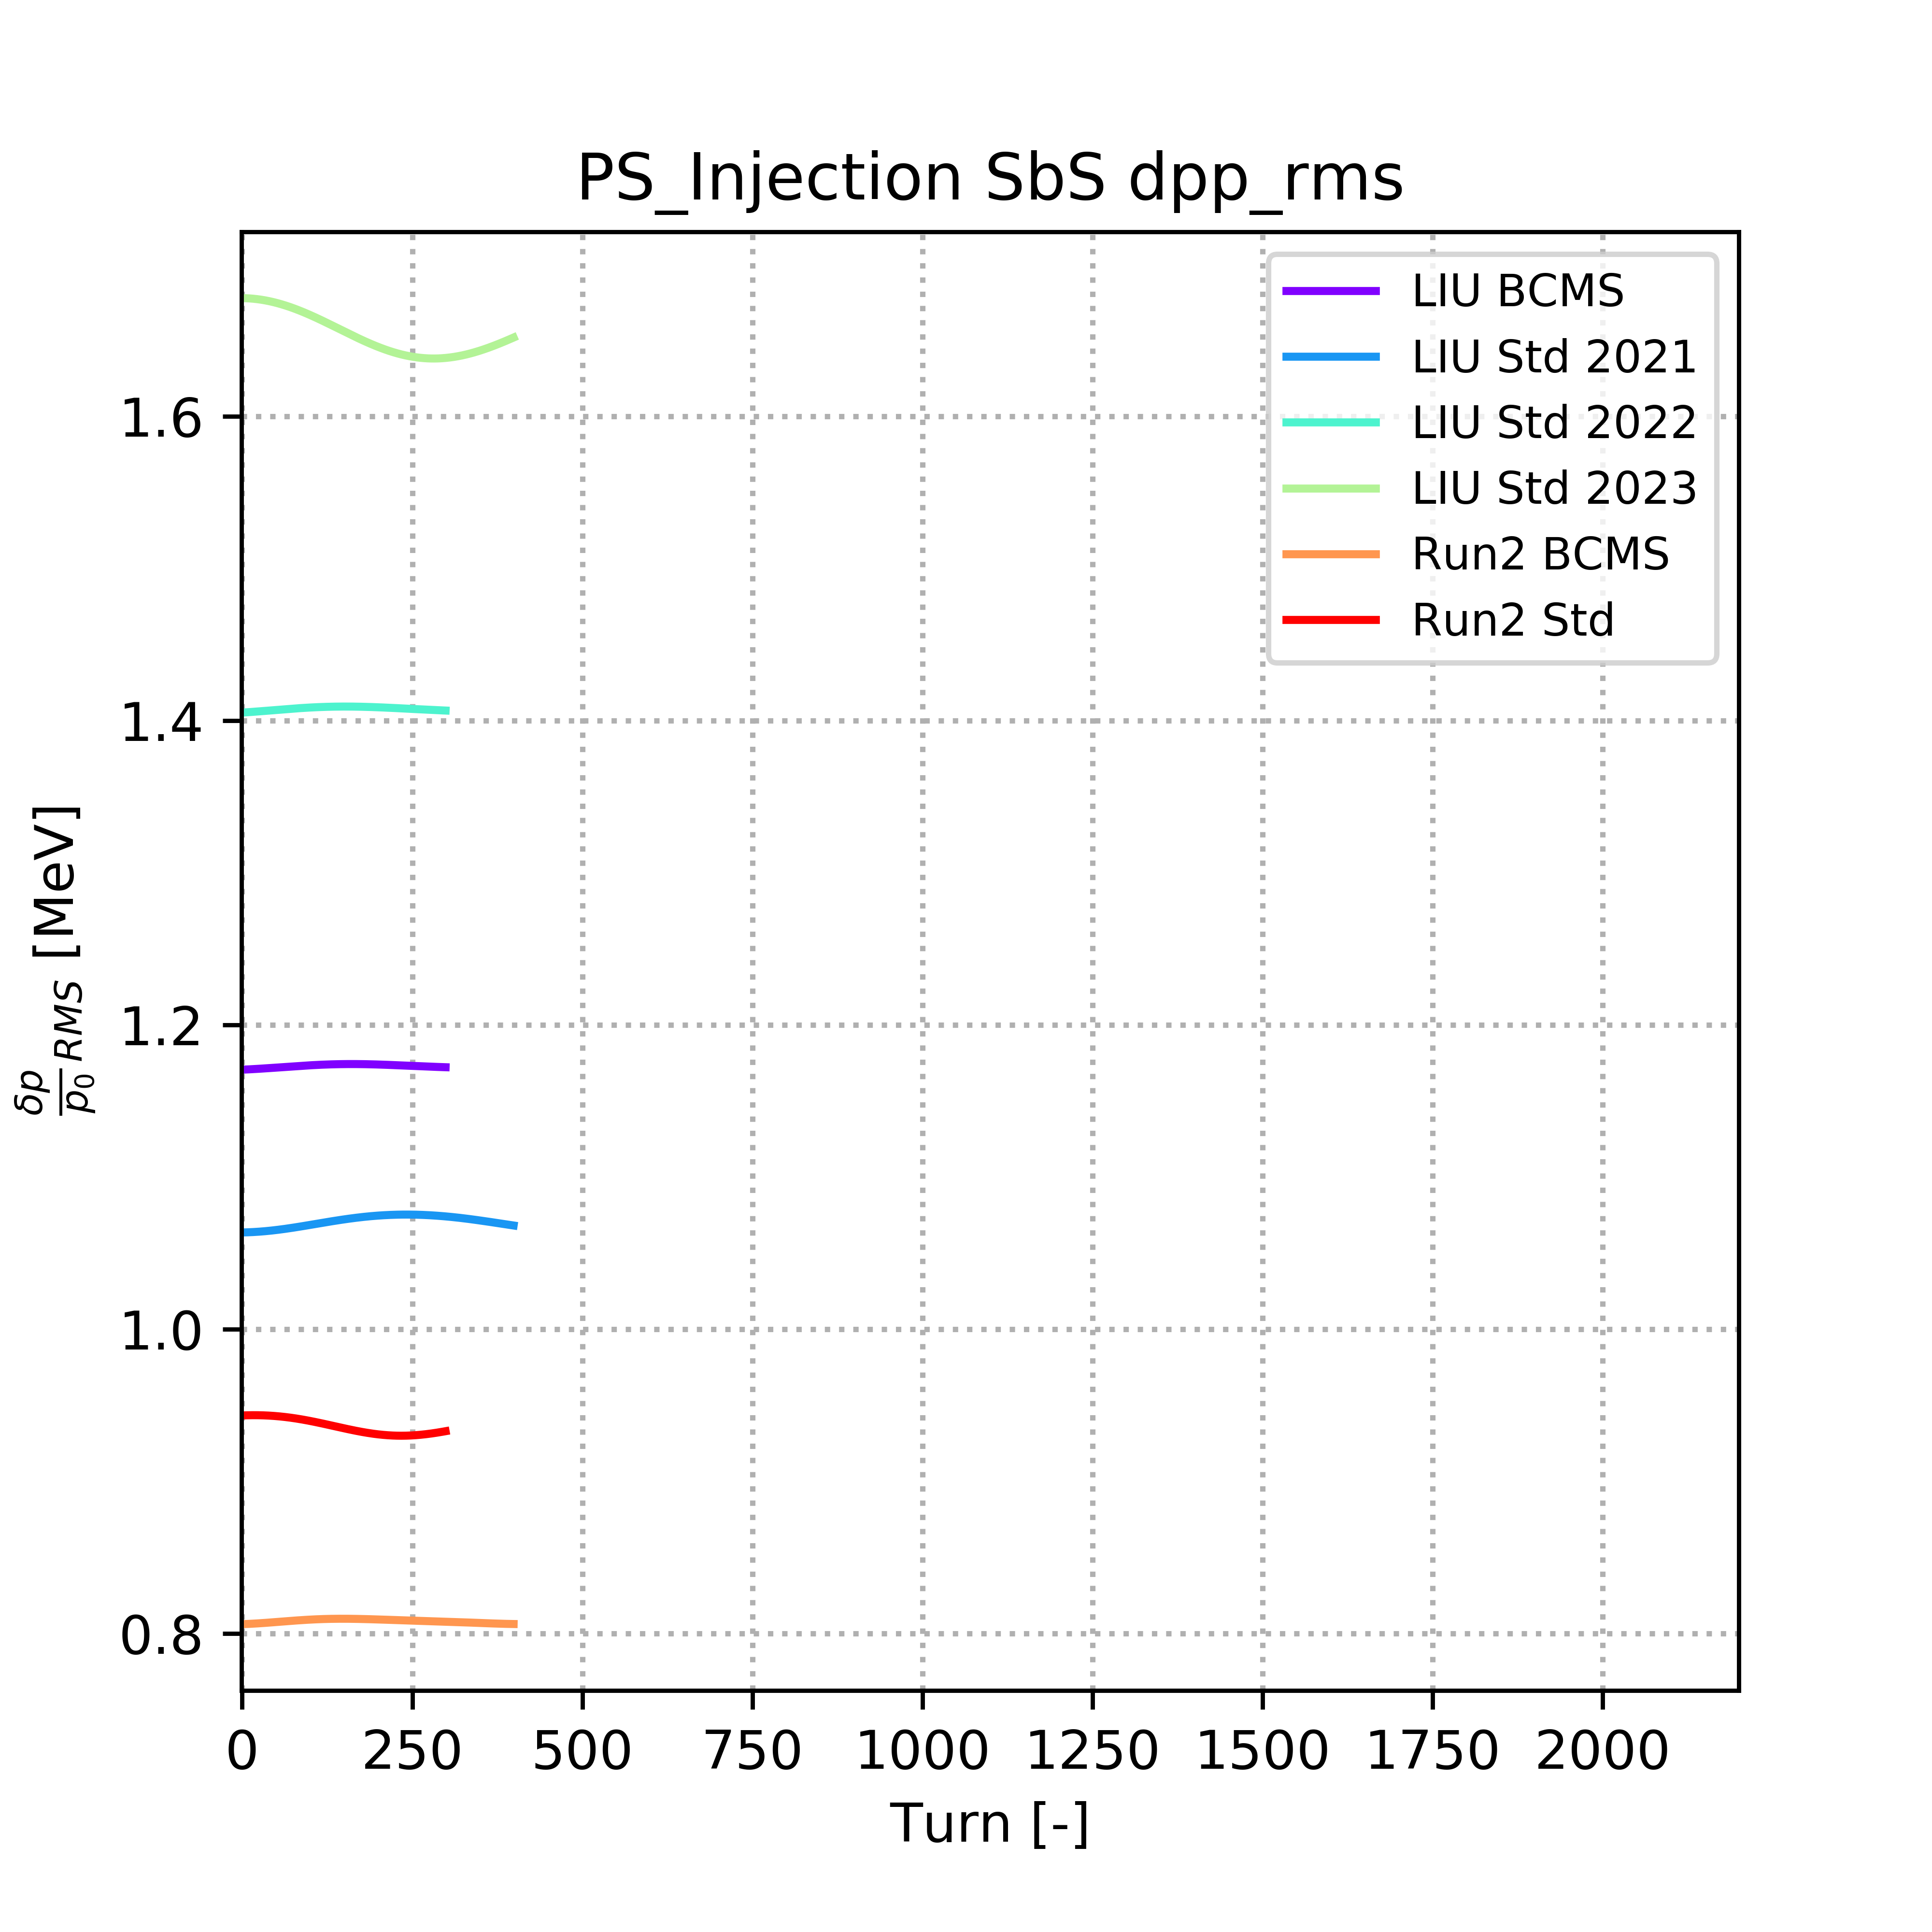 PS_Injection SbS dpp_rms
LIU BCMS
LIU Std 2021
LIU Std 2022
LIU Std 2023
Run2 BCMS
Run2 Std
1.6
1.4
1.2
1.0
0.8
δp/p₀ RMS [MeV]
0 250 500 750 1000 1250 1500 1750 2000
Turn [-]